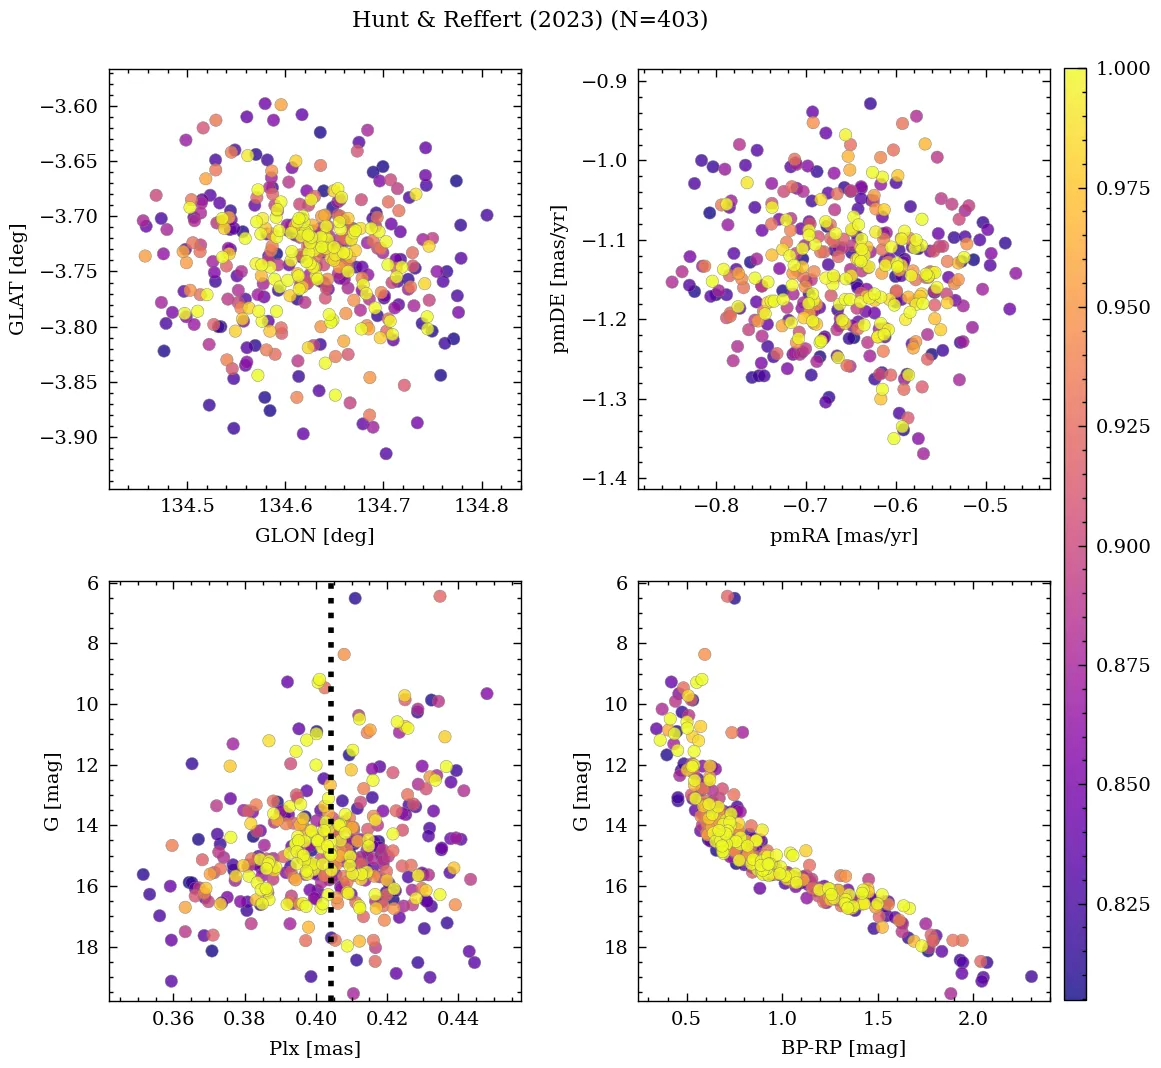 Hunt & Reffert (2023) (N=403)
−3.60
−3.65
−3.70
−3.75
−3.80
−3.85
−3.90
GLAT [deg]
134.5 134.6 134.7 134.8
GLON [deg]
−0.9
−1.0
−1.1
−1.2
−1.3
−1.4
pmDE [mas/yr]
−0.8 −0.7 −0.6 −0.5
pmRA [mas/yr]
6
8
10
12
14
16
18
G [mag]
0.36 0.38 0.40 0.42 0.44
Plx [mas]
6
8
10
12
14
16
18
G [mag]
0.5 1.0 1.5 2.0
BP-RP [mag]
1.000
0.975
0.950
0.925
0.900
0.875
0.850
0.825